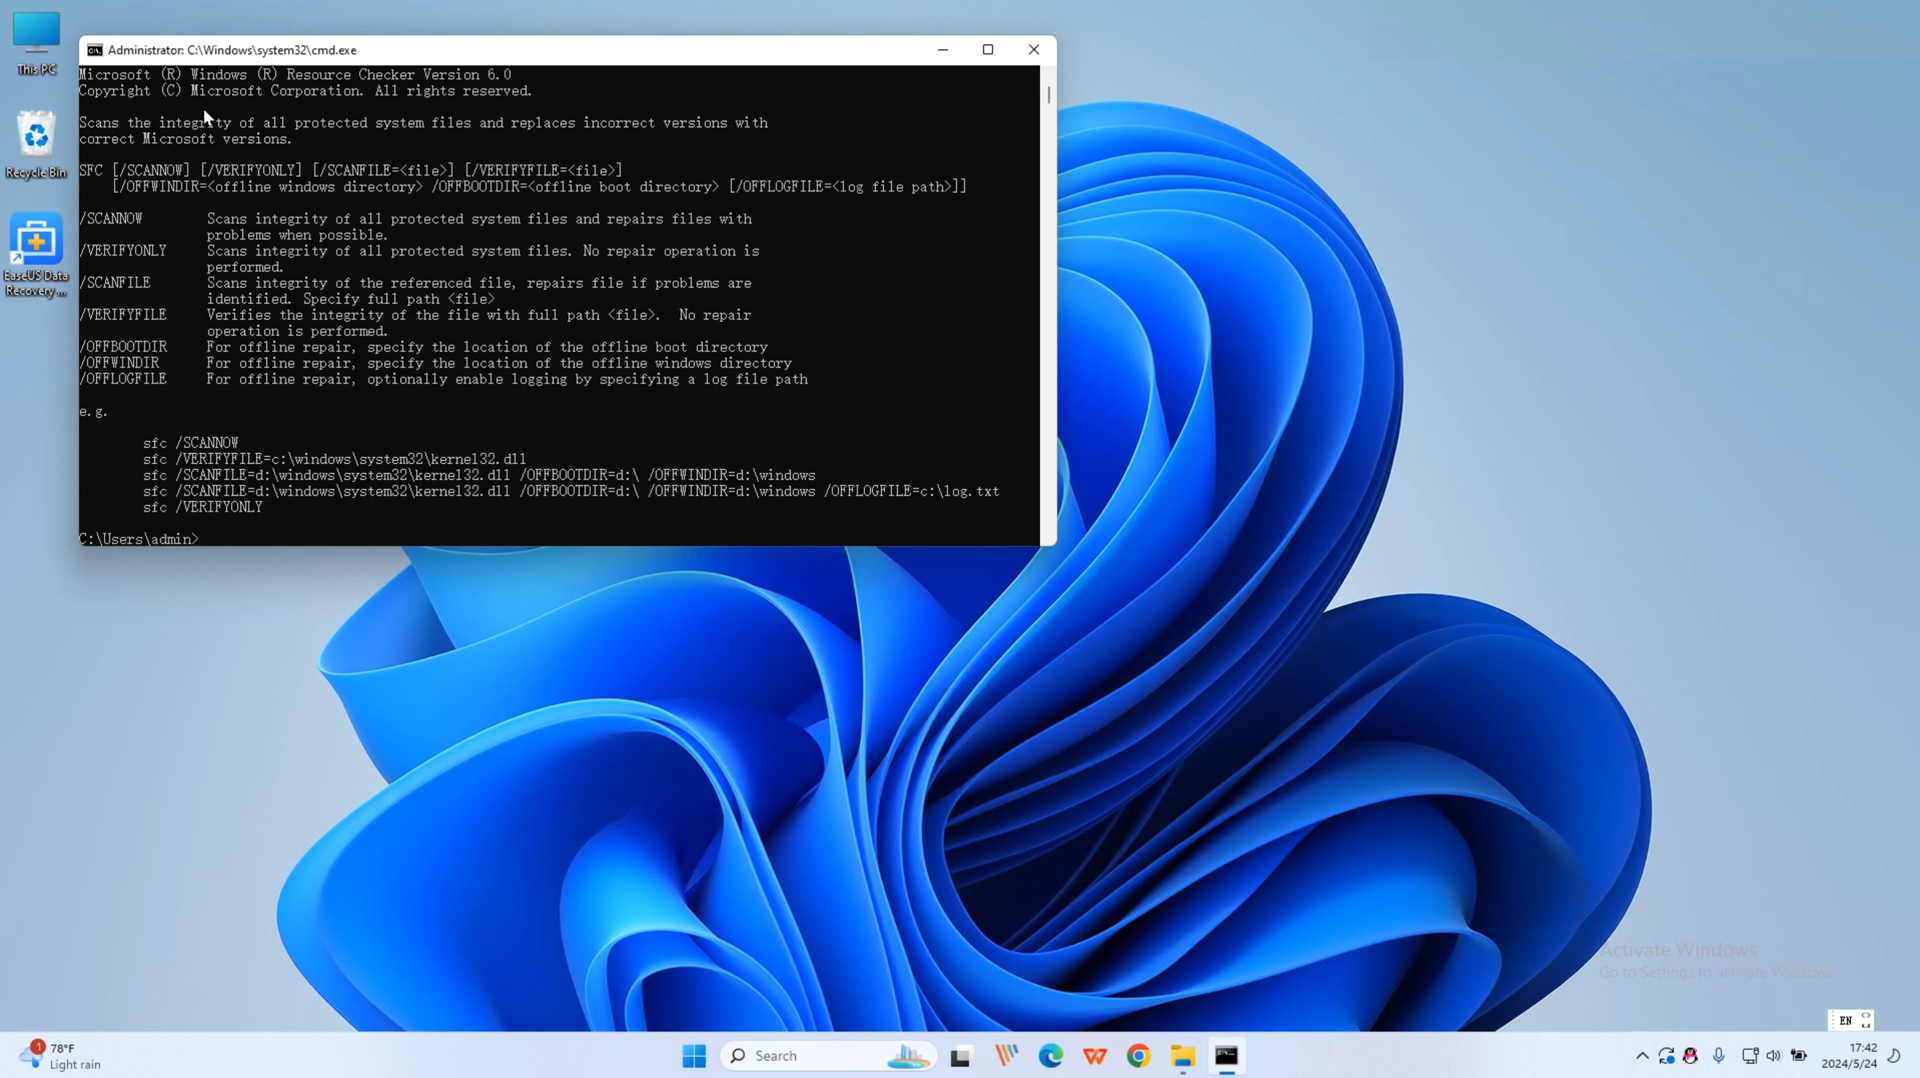 This PC
Recycle Bin
EaseUS Data
Recovery ...
Administrator: C:\Windows\system32\cmd.exe
Microsoft (R) Windows (R) Resource Checker Version 6.0
Copyright (C) Microsoft Corporation. All rights reserved.
Scans the integrity of all protected system files and replaces incorrect versions with
correct Microsoft versions.
SFC [/SCANNOW] [/VERIFYONLY] [/SCANFILE=<file>] [/VERIFYFILE=<file>]
[/OFFWINDIR=<offline windows directory> /OFFBOOTDIR=<offline boot directory> [/OFFLOGFILE=<log file path>]]
/SCANNOW Scans integrity of all protected system files and repairs files with
problems when possible.
/VERIFYONLY Scans integrity of all protected system files. No repair operation is
performed.
/SCANFILE Scans integrity of the referenced file, repairs file if problems are
identified. Specify full path <file>
/VERIFYFILE Verifies the integrity of the file with full path <file>. No repair
operation is performed.
/OFFBOOTDIR For offline repair, specify the location of the offline boot directory
/OFFWINDIR For offline repair, specify the location of the offline windows directory
/OFFLOGFILE For offline repair, optionally enable logging by specifying a log file path
e.g.
sfc /SCANNOW
sfc /VERIFYFILE=c:\windows\system32\kernel32.dll
sfc /SCANFILE=d:\windows\system32\kernel32.dll /OFFBOOTDIR=d:\ /OFFWINDIR=d:\windows
sfc /SCANFILE=d:\windows\system32\kernel32.dll /OFFBOOTDIR=d:\ /OFFWINDIR=d:\windows /OFFLOGFILE=c:\log.txt
sfc /VERIFYONLY
C:\Users\admin>
Activate Windows
Go to Settings to activate Windows.
EN
1
78°F
Light rain
Search
17:42
2024/5/24